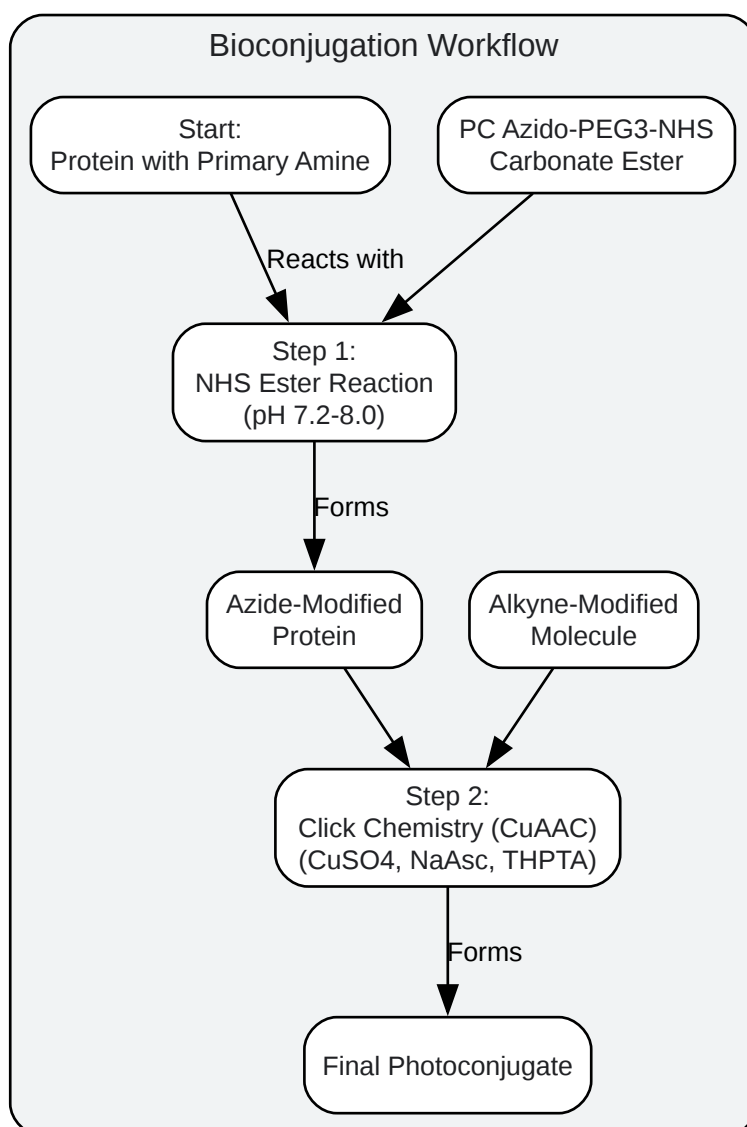 Bioconjugation Workflow
Start:
Protein with Primary Amine
PC Azido-PEG3-NHS
Carbonate Ester
Reacts with
Step 1:
NHS Ester Reaction
(pH 7.2-8.0)
Forms
Azide-Modified
Protein
Alkyne-Modified
Molecule
Step 2:
Click Chemistry (CuAAC)
(CuSO4, NaAsc, THPTA)
Forms
Final Photoconjugate